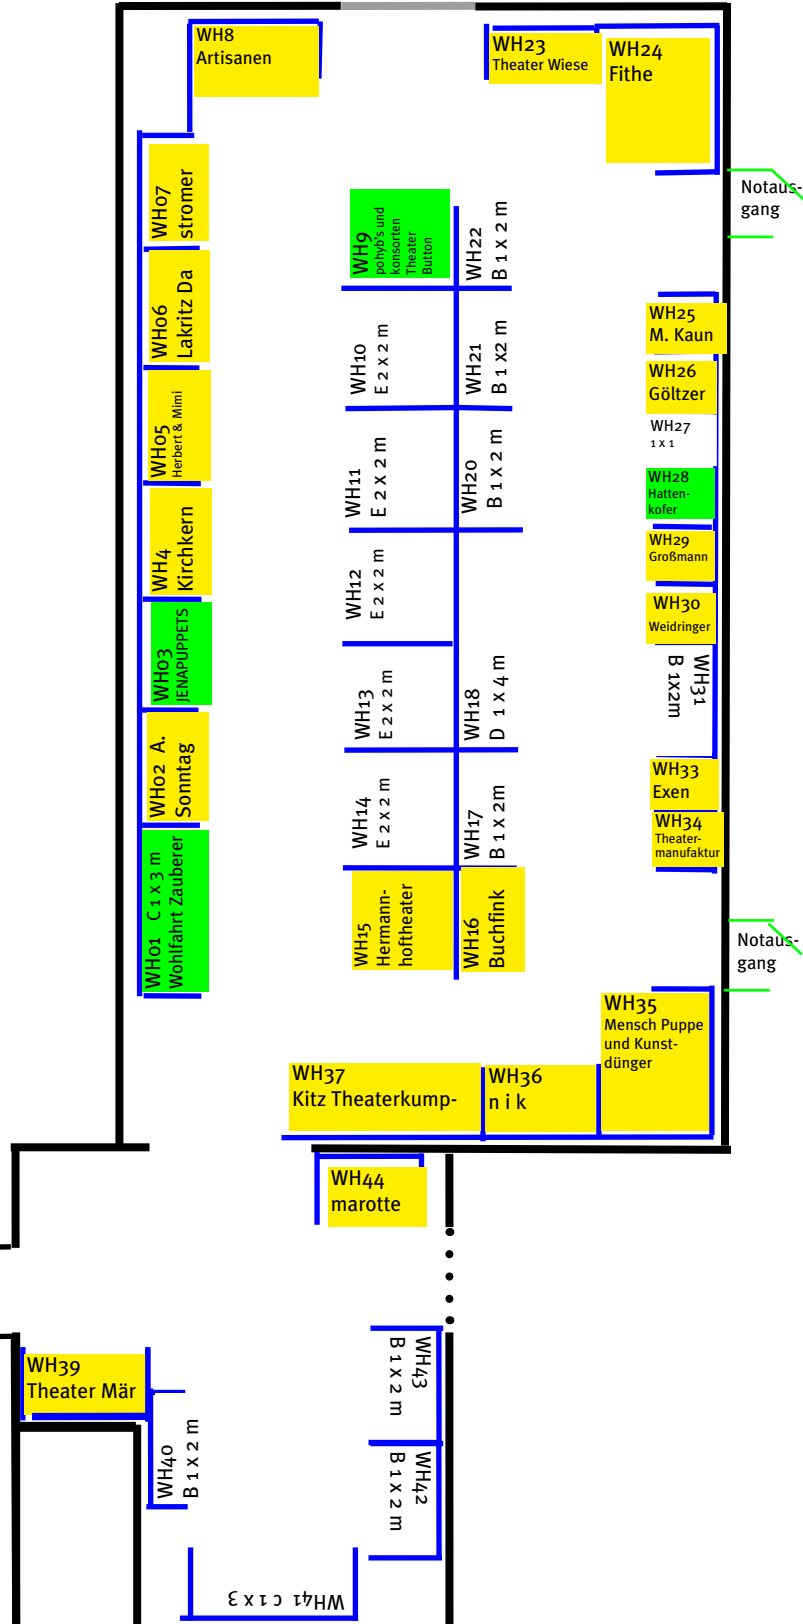 WH8
Artisanen
WH23
Theater Wiese
WH24
Fithe
Notaus-
gang
WH07
stromer
WH06
Lakritz Da
WH05
Herbert & Mimi
WH4
Kirchkern
WH03
JENAPUPPETS
WH02 A.
Sonntag
WH01 C 1 x 3 m
Wohlfahrt Zauberer
WH9
pohyb's und
konsorten
Theater
Button
WH22
B 1 x 2 m
WH10
E 2 x 2 m
WH21
B 1 x2 m
WH11
E 2 x 2 m
WH20
B 1 x 2 m
WH12
E 2 x 2 m
WH13
E 2 x 2 m
WH18
D 1 x 4 m
WH14
E 2 x 2 m
WH17
B 1 x 2m
WH15
Hermann-
hoftheater
WH16
Buchfink
WH25
M. Kaun
WH26
Göltzer
WH27
1 x 1
WH28
Hatten-
kofer
WH29
Großmann
WH30
Weidringer
WH31
B 1x2m
WH33
Exen
WH34
Theater-
manufaktur
Notaus-
gang
WH35
Mensch Puppe
und Kunst-
dünger
WH37
Kitz Theaterkump-
WH36
n i k
WH44
marotte
WH39
Theater Mär
WH40
B 1 x 2 m
WH43
B 1 x 2 m
WH42
B 1 x 2 m
WH41 C 1 x 3